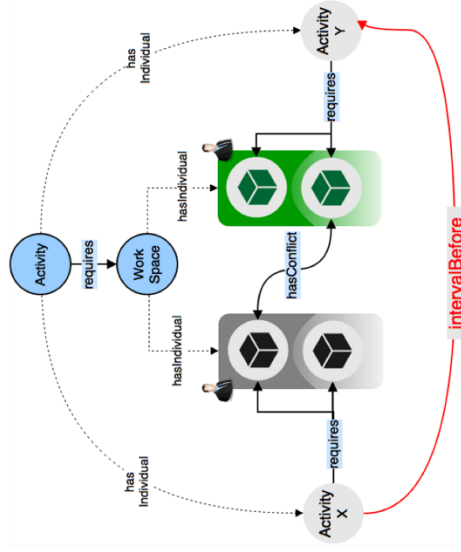 Activity
requires
Work
Space
has
Individual
has
Individual
hasIndividual
hasIndividual
hasConflict
requires
requires
Activity
X
Activity
Y
intervalBefore